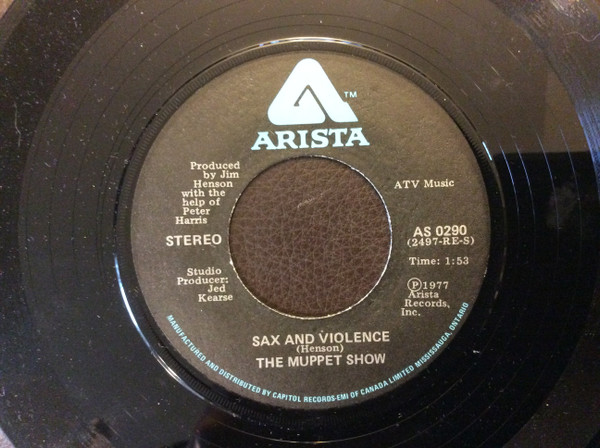 TM
ARISTA
Produced
by Jim
Henson
with the
help of
Peter
Harris
ATV Music
STEREO
AS 0290
(2497-RE-S)
Time: 1:53
Studio
Producer:
Jed
Kearse
Ⓟ1977
Arista
Records,
Inc.
SAX AND VIOLENCE
(Henson)
THE MUPPET SHOW
MANUFACTURED AND DISTRIBUTED BY CAPITOL RECORDS-EMI OF CANADA LIMITED MISSISSAUGA, ONTARIO